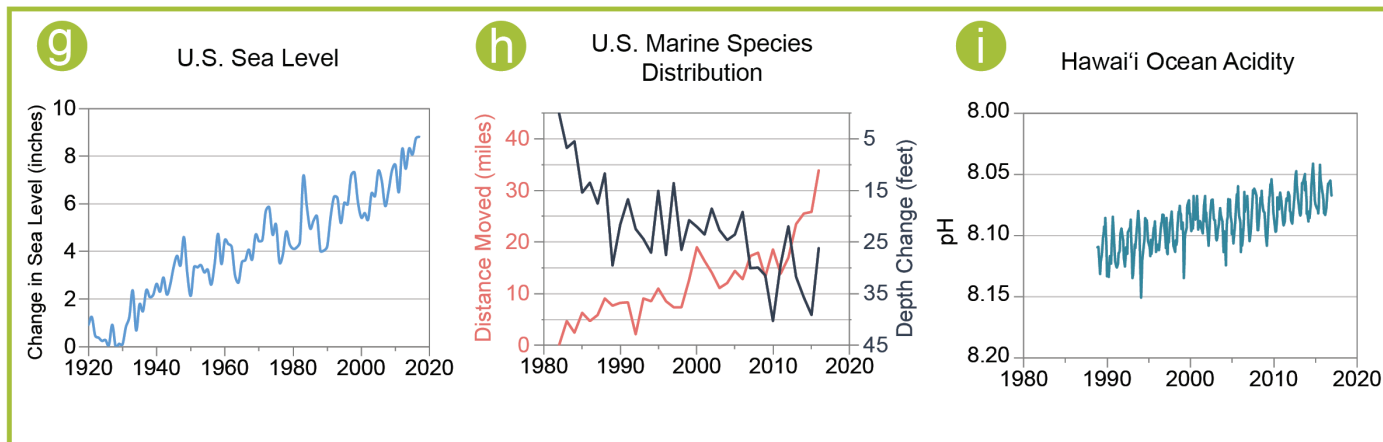 g
U.S. Sea Level
Change in Sea Level (inches)
10
8
6
4
2
0
1920 1940 1960 1980 2000 2020
h
U.S. Marine Species
Distribution
Distance Moved (miles)
40
30
20
10
0
Depth Change (feet)
5
15
25
35
45
1980 1990 2000 2010 2020
i
Hawaiʻi Ocean Acidity
pH
8.00
8.05
8.10
8.15
8.20
1980 1990 2000 2010 2020